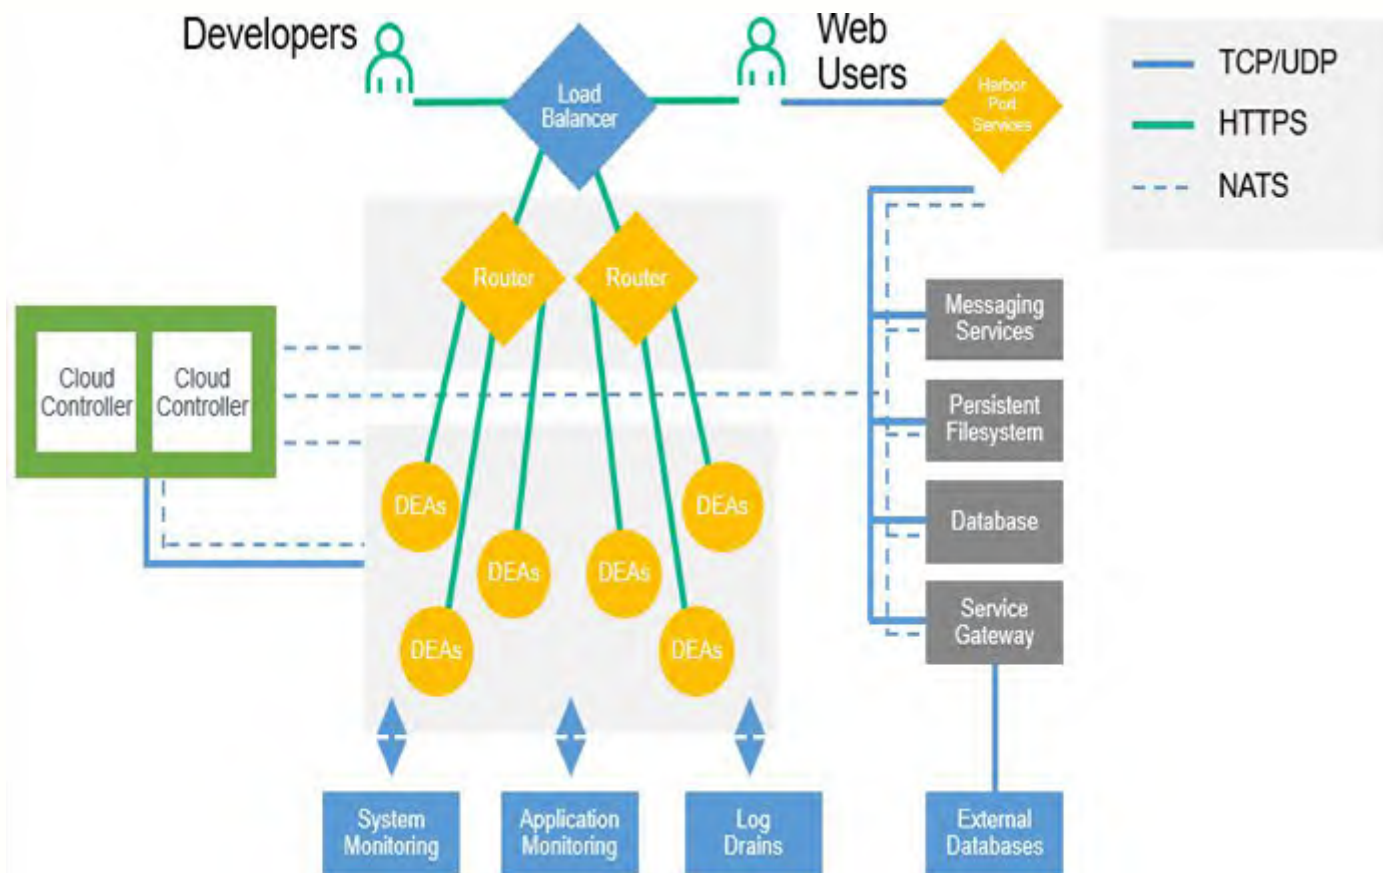 Developers
Web
Users
Load
Balancer
Harbor
Port
Services
TCP/UDP
HTTPS
NATS
Router
Router
Messaging
Services
Cloud
Controller
Cloud
Controller
Persistent
Filesystem
DEAs
DEAs
Database
DEAs
DEAs
Service
Gateway
DEAs
DEAs
System
Monitoring
Application
Monitoring
Log
Drains
External
Databases